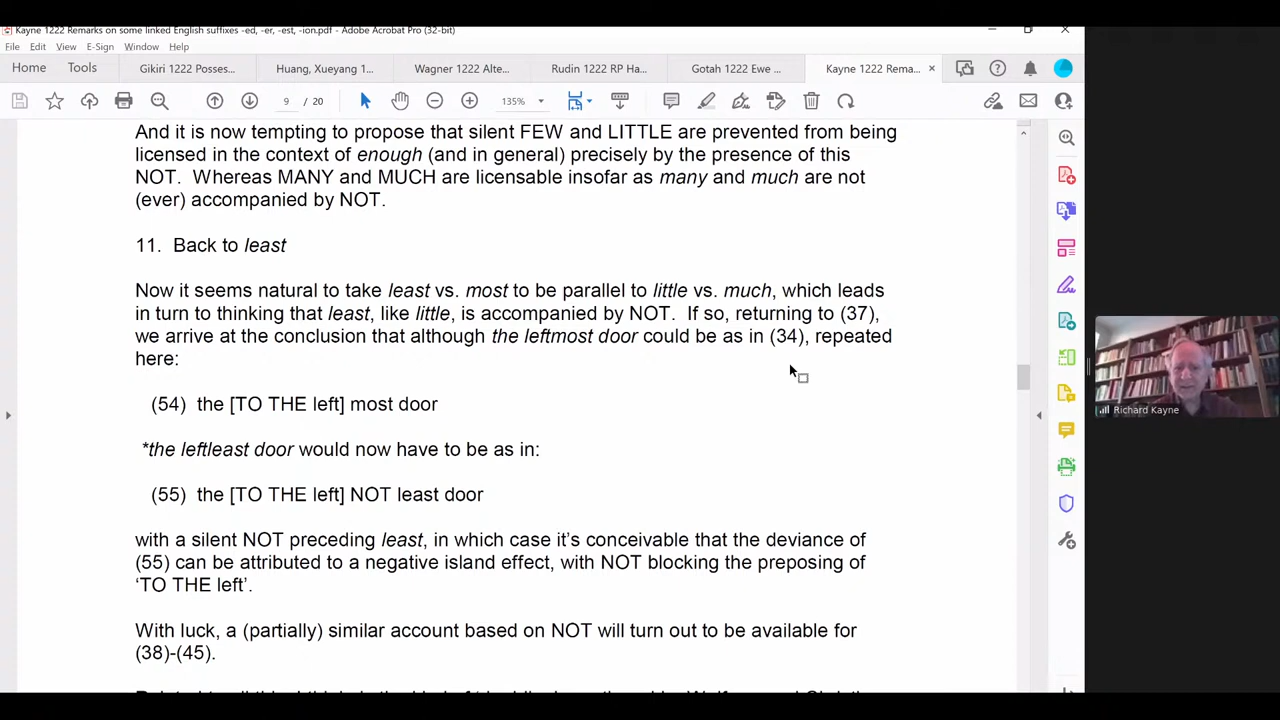 Kayne 1222 Remarks on some linked English suffixes -ed, -er, -est, -ion.pdf - Adobe Acrobat Pro (32-bit)
File Edit View E-Sign Window Help
Home Tools Gikiri 1222 Posses... Huang, Xueyang 1... Wagner 1222 Alte... Rudin 1222 RP Ha... Gotah 1222 Ewe ... Kayne 1222 Rema... ×
9 / 20 135%
And it is now tempting to propose that silent FEW and LITTLE are prevented from being
licensed in the context of enough (and in general) precisely by the presence of this
NOT. Whereas MANY and MUCH are licensable insofar as many and much are not
(ever) accompanied by NOT.
11. Back to least
Now it seems natural to take least vs. most to be parallel to little vs. much, which leads
in turn to thinking that least, like little, is accompanied by NOT. If so, returning to (37),
we arrive at the conclusion that although the leftmost door could be as in (34), repeated
here:
(54) the [TO THE left] most door
*the leftleast door would now have to be as in:
(55) the [TO THE left] NOT least door
with a silent NOT preceding least, in which case it's conceivable that the deviance of
(55) can be attributed to a negative island effect, with NOT blocking the preposing of
‘TO THE left’.
With luck, a (partially) similar account based on NOT will turn out to be available for
(38)-(45).
Richard Kayne